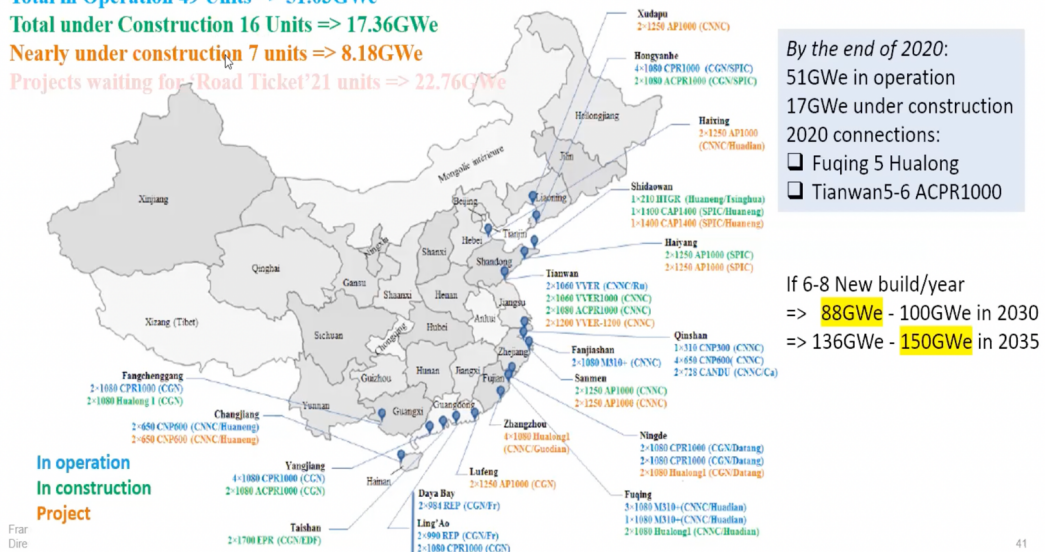 Total in Operation 49 Units => 51.03GWe
Total under Construction 16 Units => 17.36GWe
Nearly under construction 7 units => 8.18GWe
Projects waiting for 'Road Ticket'21 units => 22.76GWe
By the end of 2020:
51GWe in operation
17GWe under construction
2020 connections:
Fuqing 5 Hualong
Tianwan5-6 ACPR1000
If 6-8 New build/year
=> 88GWe - 100GWe in 2030
=> 136GWe - 150GWe in 2035
Xudapu
2×1250 AP1000 (CNNC)
Hongyanhe
4×1080 CPR1000 (CGN/SPIC)
2×1080 ACPR1000 (CGN/SPIC)
Haixing
2×1250 AP1000
(CNNC/Huadian)
Shidaowan
1×210 HTGR (Huaneng/Tsinghua)
1×1400 CAP1400 (SPIC/Huaneng)
1×1400 CAP1400 (SPIC/Huaneng)
Haiyang
2×1250 AP1000 (SPIC)
2×1250 AP1000 (SPIC)
Tianwan
2×1060 VVER (CNNC/Ru)
2×1060 VVER1000 (CNNC)
2×1080 ACPR1000 (CNNC)
2×1200 VVER-1200 (CNNC)
Qinshan
1×310 CNP300 (CNNC)
4×650 CNP600( CNNC)
2×728 CANDU (CNNC/Ca)
Fanjiashan
2×1080 M310+ (CNNC)
Sanmen
2×1250 AP1000 (CNNC)
2×1250 AP1000 (CNNC)
Zhangzhou
4×1080 Hualong1
(CNNC/Guodian)
Ningde
2×1080 CPR1000 (CGN/Datang)
2×1080 CPR1000 (CGN/Datang)
2×1080 Hualong1 (CGN/Datang)
Lufeng
2×1250 AP1000 (CGN)
Fuqing
3×1080 M310+(CNNC/Huadian)
1×1080 M310+(CNNC/Huadian)
2×1080 Hualong1 (CNNC/Huadian)
Fangchenggang
2×1080 CPR1000 (CGN)
2×1080 Hualong 1 (CGN)
Changjiang
2×650 CNP600 (CNNC/Huaneng)
2×650 CNP600 (CNNC/Huaneng)
Yangjiang
4×1080 CPR1000 (CGN)
2×1080 ACPR1000 (CGN)
Taishan
2×1700 EPR (CGN/EDF)
Daya Bay
2×984 REP (CGN/Fr)
Ling'Ao
2×990 REP (CGN/Fr)
2×1080 CPR1000 (CGN)
Heilongjiang
Jilin
Liaoning
Mongolie intérieure
Xinjiang
Beijing
Tianjin
Hebei
Ningxia
Shanxi
Shandong
Qinghai
Gansu
Shaanxi
Henan
Jiangsu
Anhui
Xizang (Tibet)
Sichuan
Chongqing
Hubei
Zhejiang
Hunan
Jiangxi
Guizhou
Fujian
Yunnan
Guangxi
Guangdong
Hainan
In operation
In construction
Project
Frar
Dire
41